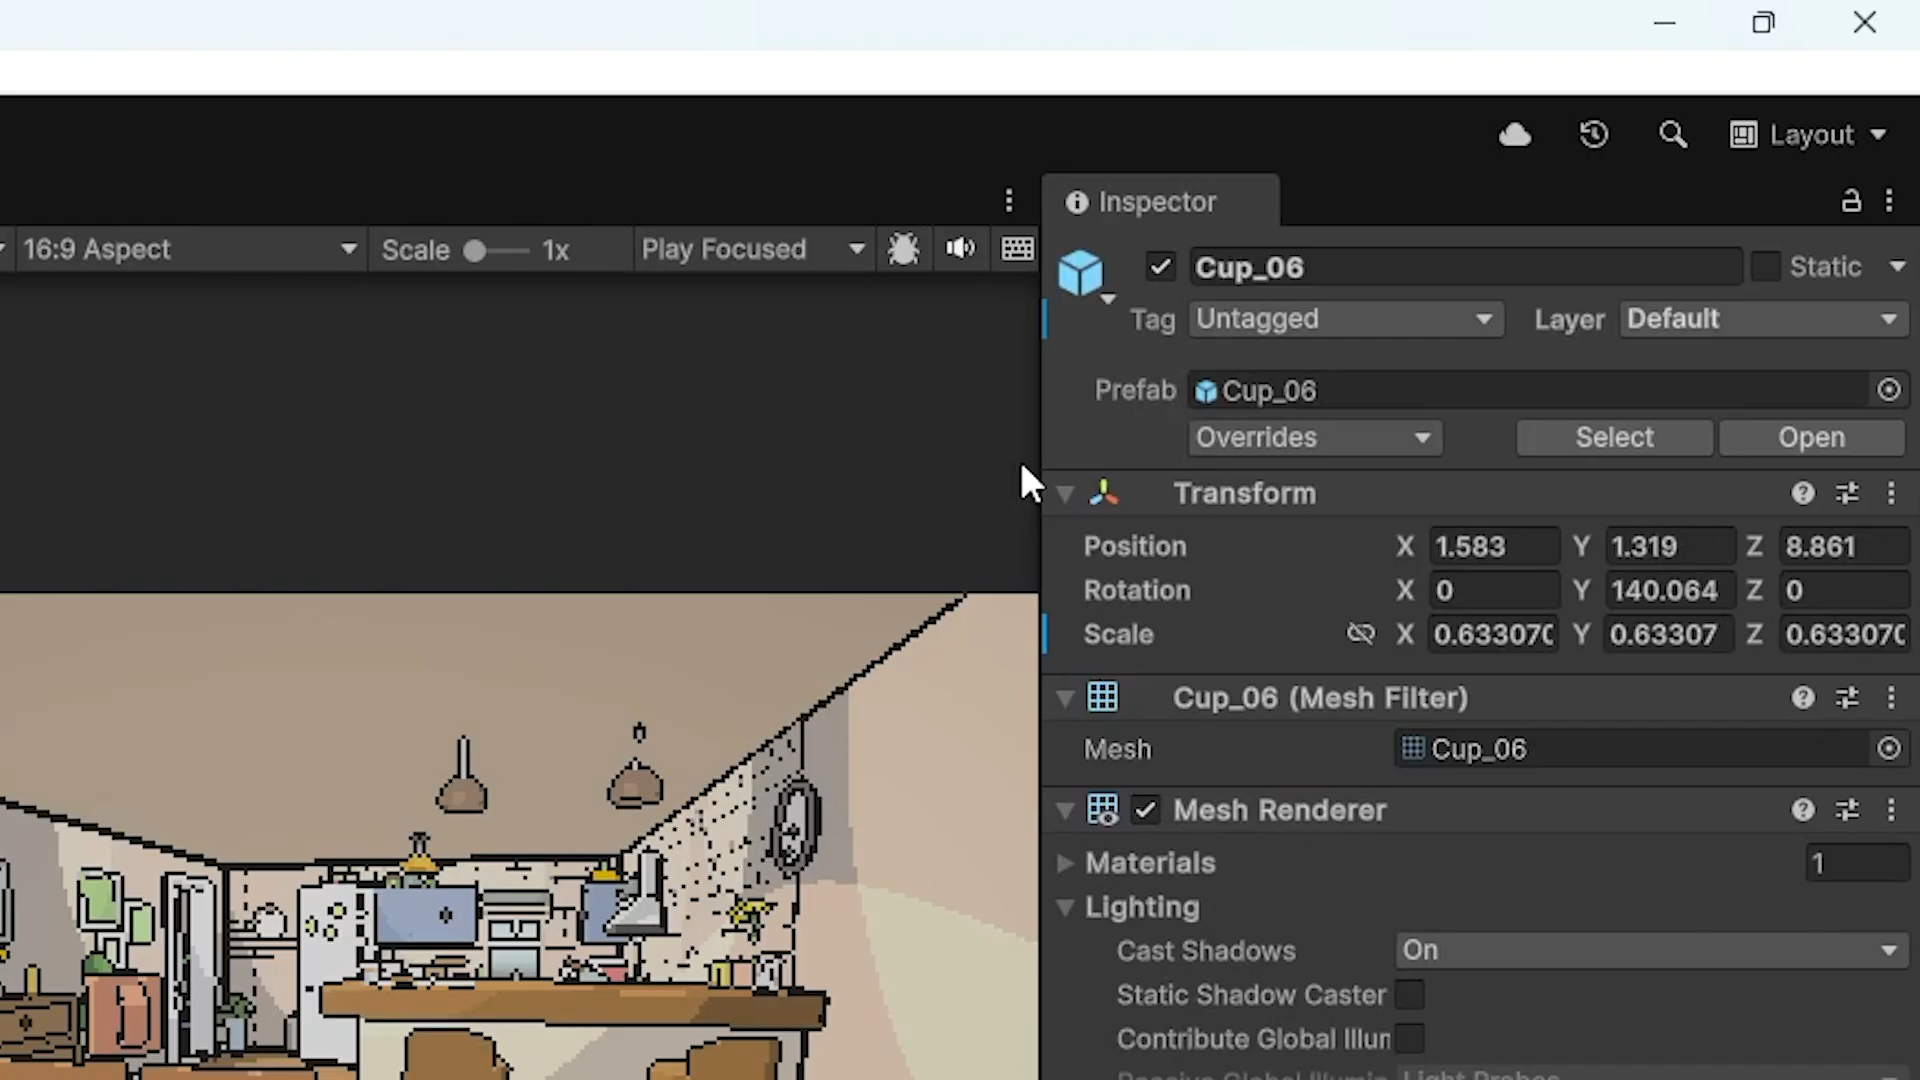 Layout
Inspector
16:9 Aspect Scale 1x Play Focused
Cup_06 Static
Tag Untagged Layer Default
Prefab Cup_06
Overrides Select Open
Transform
Position X 1.583 Y 1.319 Z 8.861
Rotation X 0 Y 140.064 Z 0
Scale X 0.633070 Y 0.63307 Z 0.633070
Cup_06 (Mesh Filter)
Mesh Cup_06
Mesh Renderer
Materials 1
Lighting
Cast Shadows On
Static Shadow Caster
Contribute Global Illum
Light Probes